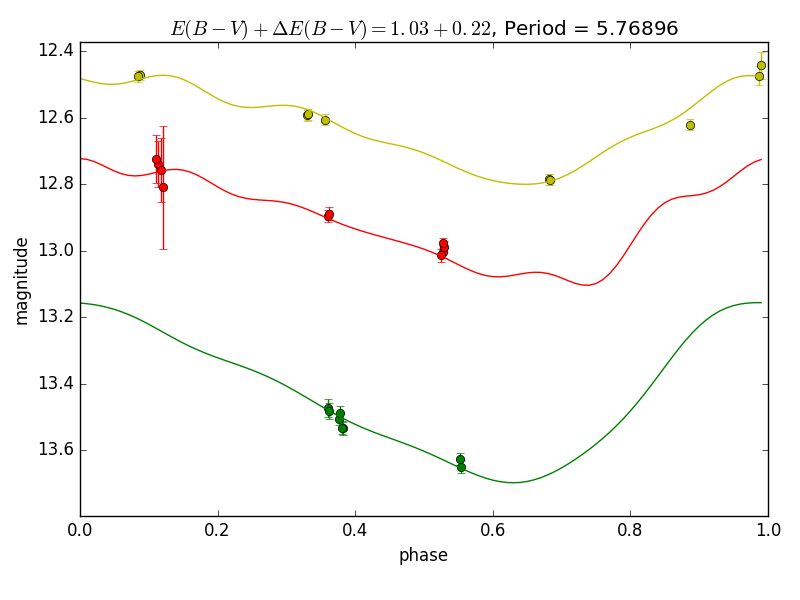 E(B − V) + ΔE(B − V) = 1.03 + 0.22, Period = 5.76896
12.4
12.6
12.8
13.0
13.2
13.4
13.6
magnitude
0.0 0.2 0.4 0.6 0.8 1.0
phase